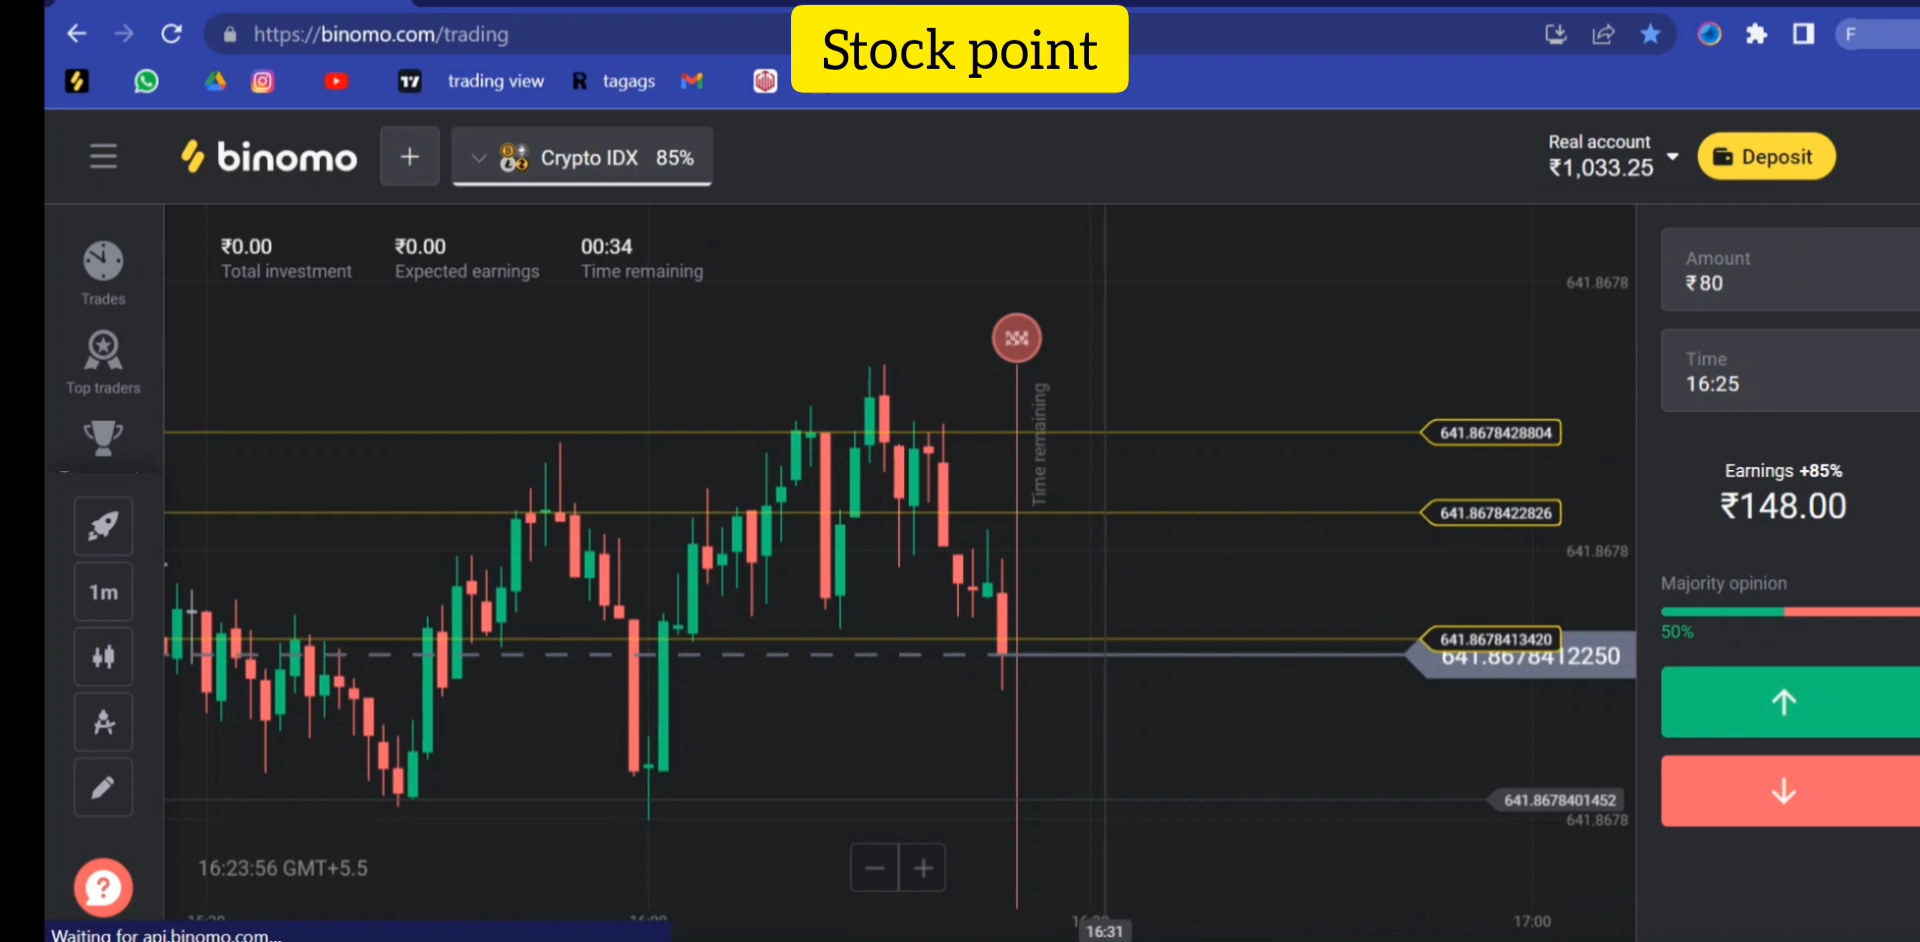 Stock point
https://binomo.com/trading
F
trading view
R tagags
binomo
+
Crypto IDX 85%
Real account
₹1,033.25
Deposit
Trades
Top traders
1m
₹0.00
Total investment
₹0.00
Expected earnings
00:34
Time remaining
Time remaining
641.8678
641.8678428804
641.8678422826
641.8678
641.8678413420
641.8678412250
641.8678401452
641.8678
Amount
₹80
Time
16:25
Earnings +85%
₹148.00
Majority opinion
50%
16:23:56 GMT+5.5
16:31
17:00
Waiting for api.binomo.com...